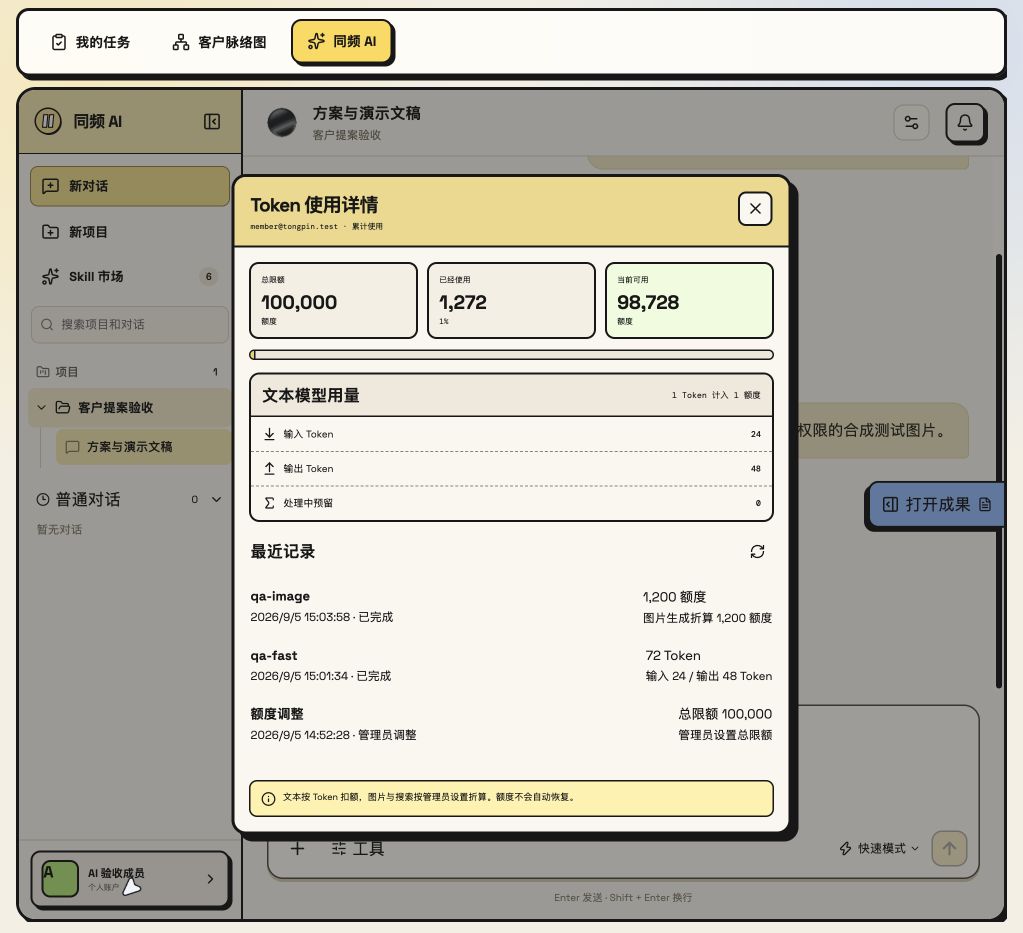 我的任务
客户脉络图
同频 AI
同频 AI
方案与演示文稿
客户提案验收
新对话
新项目
Skill 市场
6
搜索项目和对话
项目
1
客户提案验收
方案与演示文稿
普通对话
0
暂无对话
Token 使用详情
member@tongpin.test · 累计使用
总限额
100,000
额度
已经使用
1,272
1%
当前可用
98,728
额度
文本模型用量
1 Token 计入 1 额度
输入 Token
24
输出 Token
48
处理中预留
0
最近记录
qa-image
1,200 额度
2026/9/5 15:03:58 · 已完成
图片生成折算 1,200 额度
qa-fast
72 Token
2026/9/5 15:01:34 · 已完成
输入 24 / 输出 48 Token
额度调整
总限额 100,000
2026/9/5 14:52:28 · 管理员调整
管理员设置总限额
文本按 Token 扣额，图片与搜索按管理员设置折算。额度不会自动恢复。
权限的合成测试图片。
打开成果
工具
快速模式
Enter 发送 · Shift + Enter 换行
A
AI 验收成员
个人账户